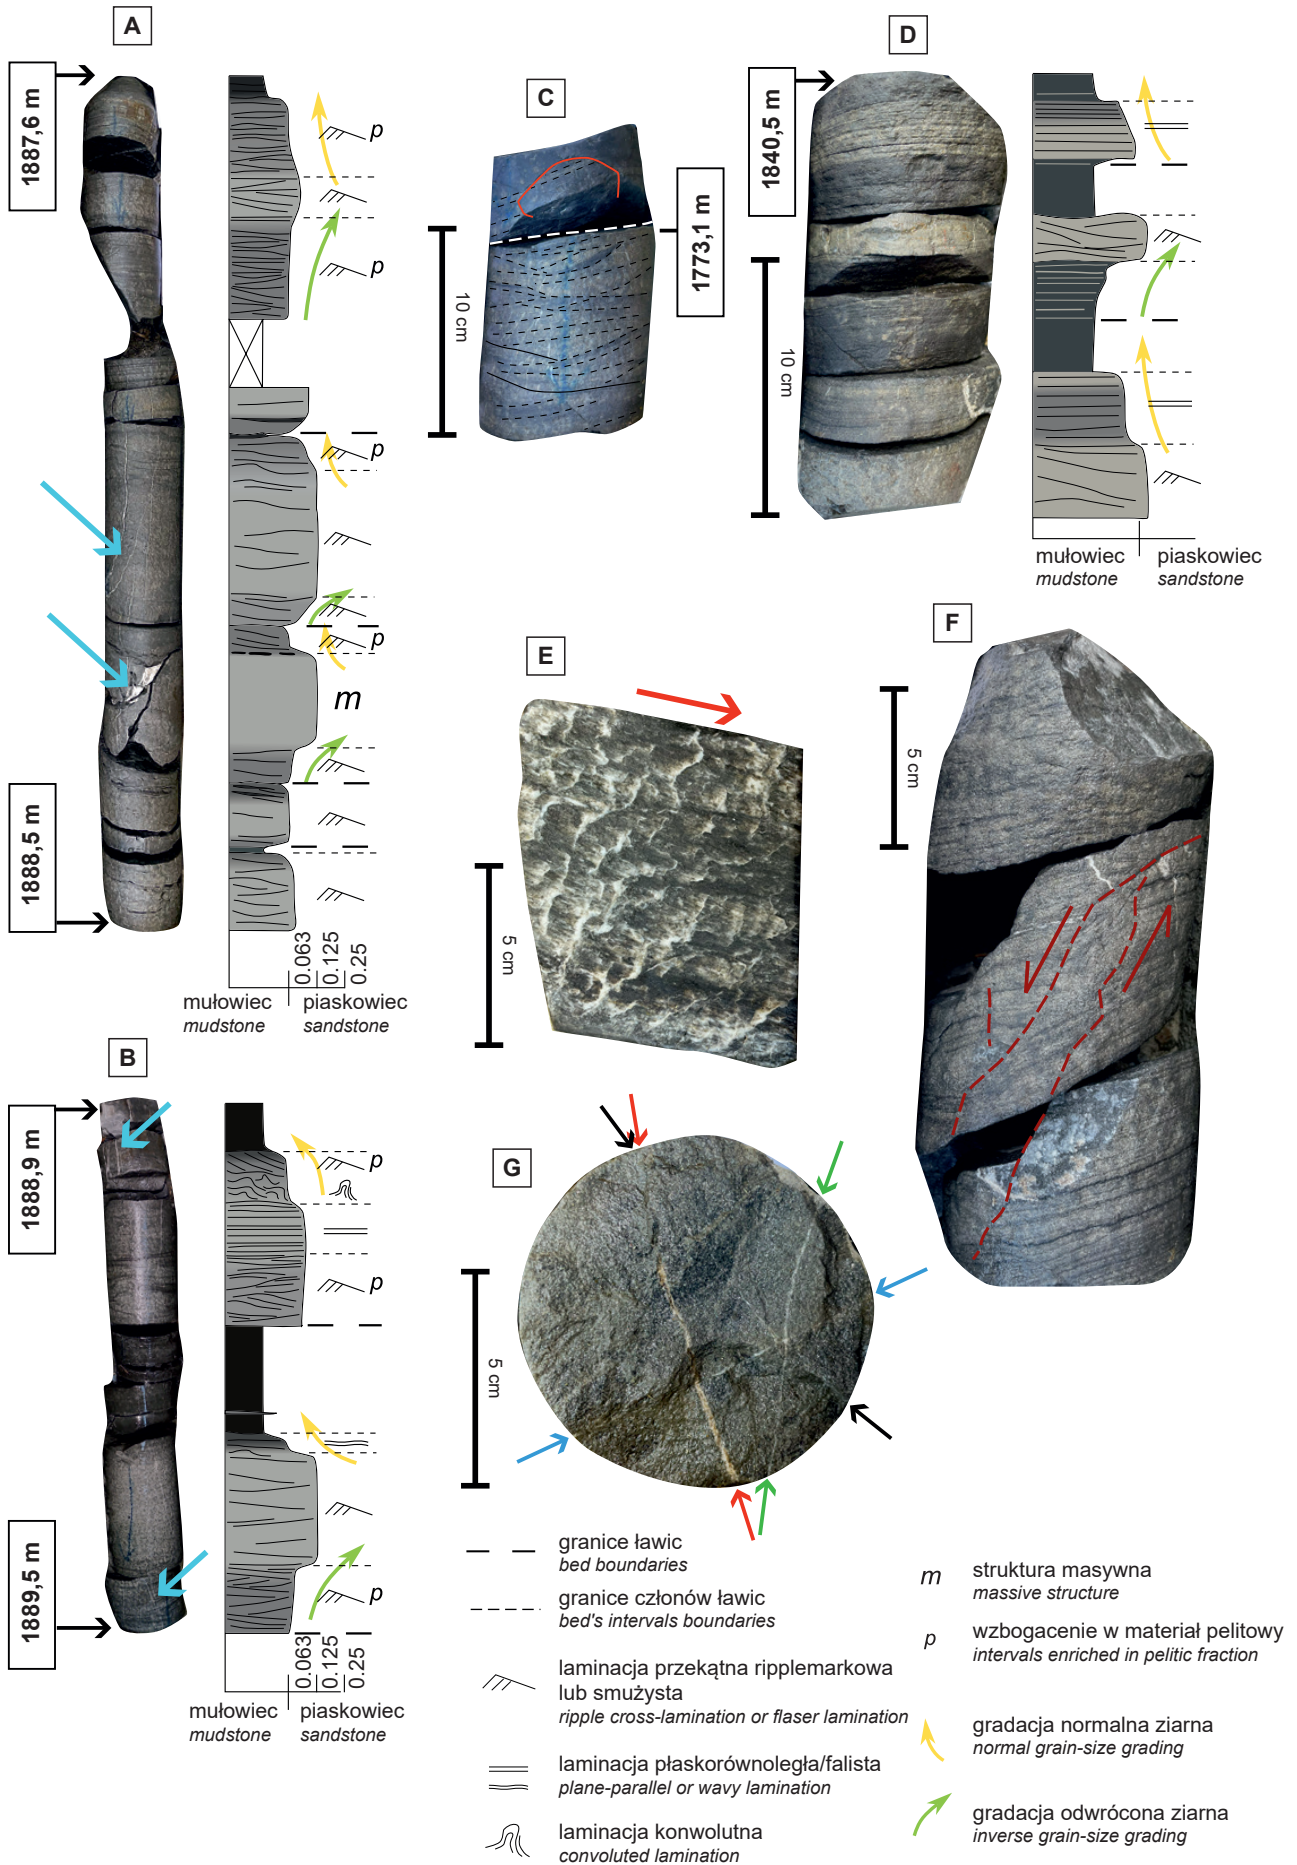 A
1887,6 m
p
p
p
p
m
1888,5 m
0.063
0.125
0.25
mułowiec
mudstone
piaskowiec
sandstone
B
1888,9 m
p
p
p
1889,5 m
0.063
0.125
0.25
mułowiec
mudstone
piaskowiec
sandstone
C
10 cm
1773,1 m
D
1840,5 m
10 cm
mułowiec
mudstone
piaskowiec
sandstone
E
5 cm
F
5 cm
G
5 cm
granice ławic
bed boundaries
granice członów ławic
bed's intervals boundaries
laminacja przekątna ripplemarkowa
lub smużysta
ripple cross-lamination or flaser lamination
laminacja płaskorównoległa/falista
plane-parallel or wavy lamination
laminacja konwolutna
convoluted lamination
m
struktura masywna
massive structure
p
wzbogacenie w materiał pelitowy
intervals enriched in pelitic fraction
gradacja normalna ziarna
normal grain-size grading
gradacja odwrócona ziarna
inverse grain-size grading